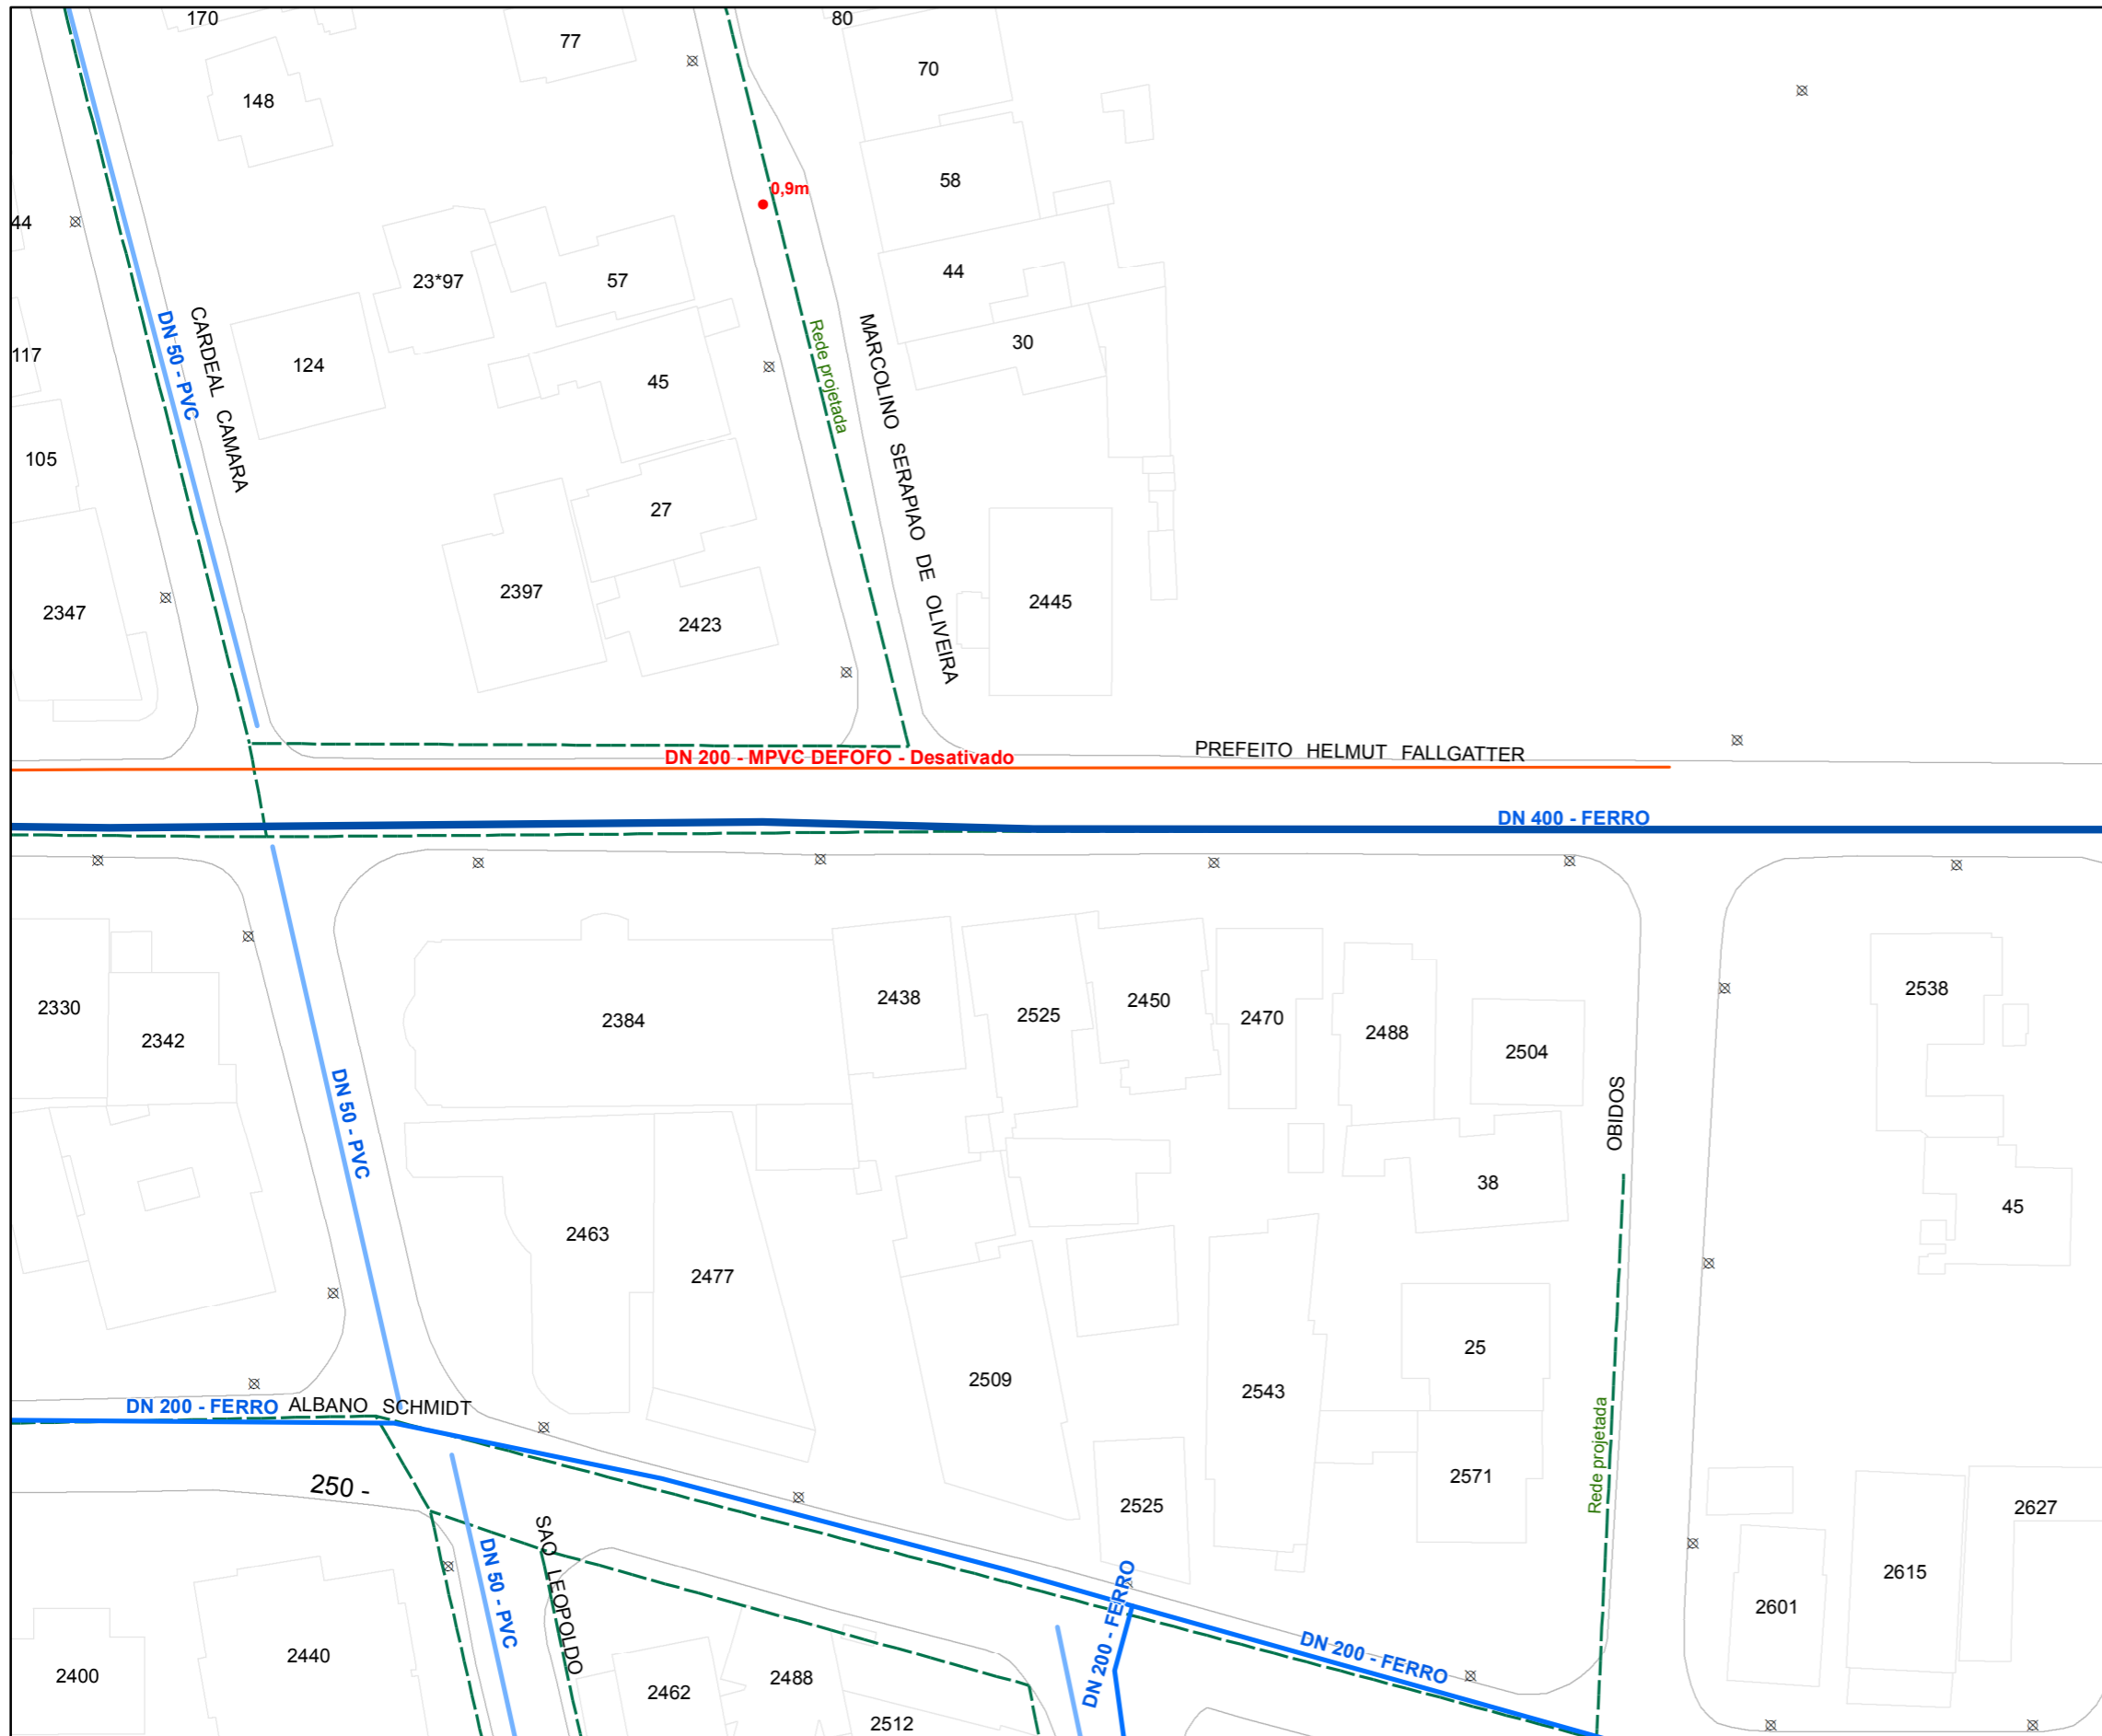 170
80
77
70
148
58
0,9m
44
23*97
57
44
30
117
124
45
DN 50 - PVC
CARDEAL CAMARA
Rede projetada
MARCOLINO SERAPIAO DE OLIVEIRA
105
27
2397
2347
2423
2445
PREFEITO HELMUT FALLGATTER
DN 200 - MPVC DEFOFO - Desativado
DN 400 - FERRO
2330
2342
2384
2438
2525
2450
2470
2488
2504
2538
DN 50 - PVC
OBIDOS
38
45
2463
2477
2509
2543
25
DN 200 - FERRO
ALBANO SCHMIDT
250 -
Rede projetada
2571
2525
2627
SAO LEOPOLDO
DN 50 - PVC
DN 200 - FERRO
DN 200 - FERRO
2615
2601
2400
2440
2462
2488
2512